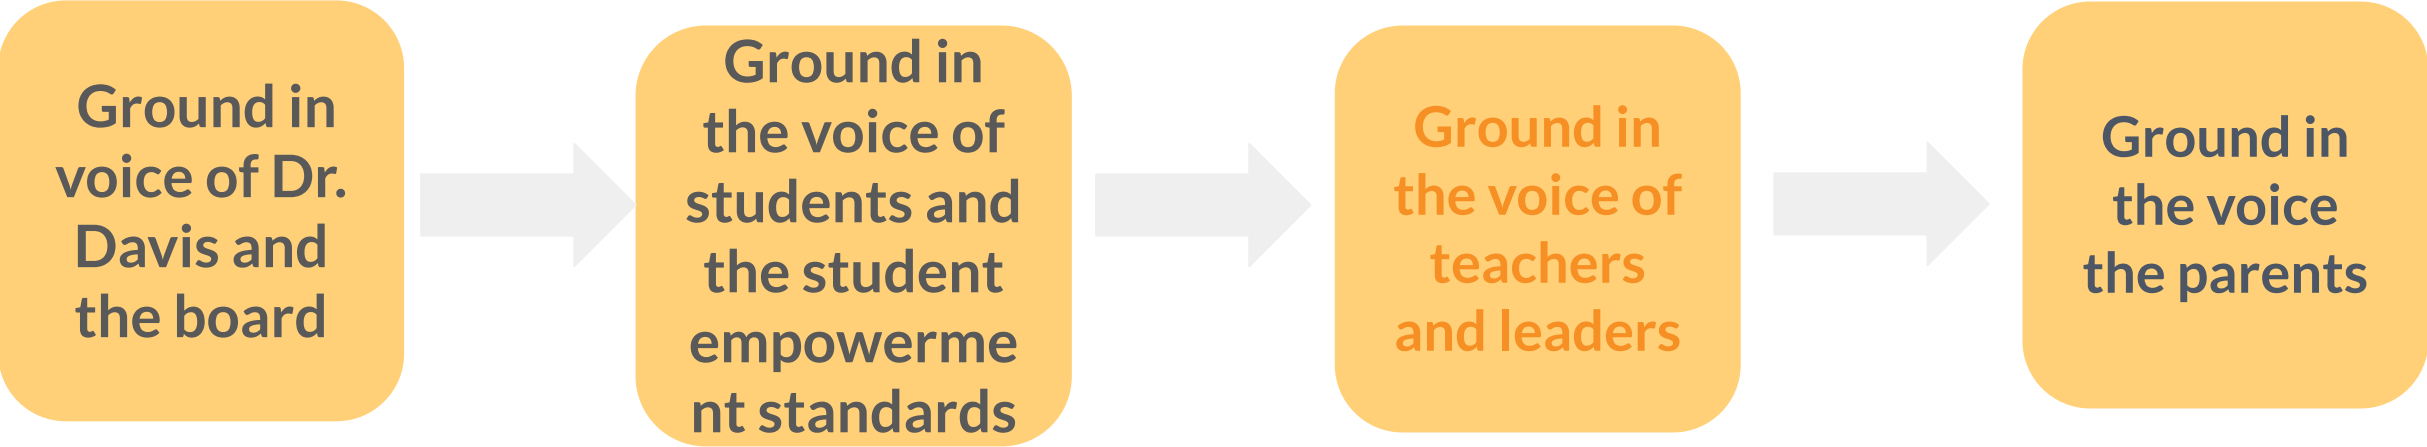 Ground in
voice of Dr.
Davis and
the board
Ground in
the voice of
students and
the student
empowerme
nt standards
Ground in
the voice of
teachers
and leaders
Ground in
the voice
the parents